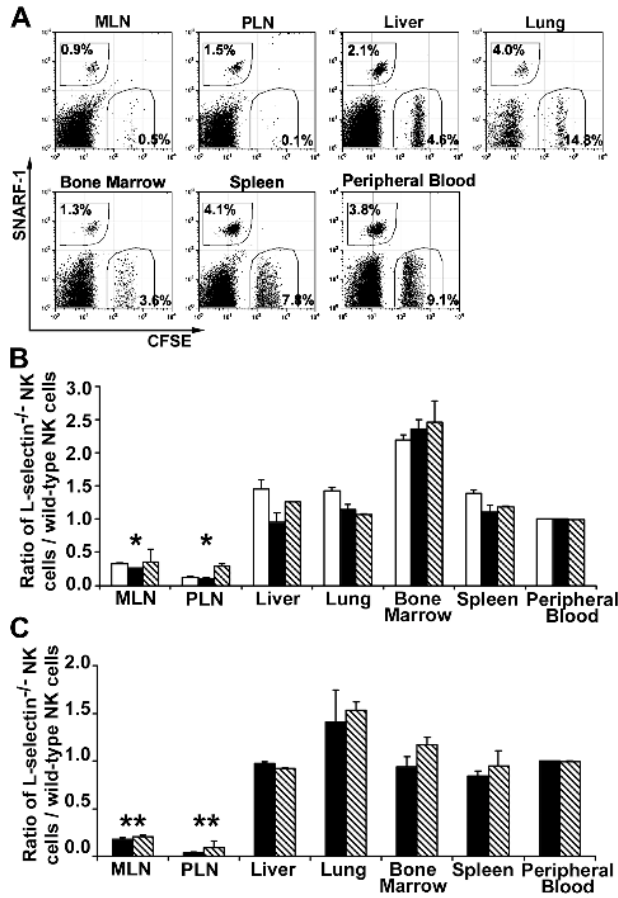 A
MLN PLN Liver Lung
0.9% 1.5% 2.1% 4.0%
0.5% 0.1% 4.6% 14.8%
Bone Marrow Spleen Peripheral Blood
1.3% 4.1% 3.8%
3.6% 7.8% 9.1%
SNARF-1
CFSE
B
Ratio of L-selectin-/- NK
cells / wild-type NK cells
3.0
2.5
2.0
1.5
1.0
0.5
0.0
* *
MLN PLN Liver Lung Bone Marrow Spleen Peripheral Blood
C
Ratio of L-selectin-/- NK
cells / wild-type NK cells
2.0
1.5
1.0
0.5
0
** **
MLN PLN Liver Lung Bone Marrow Spleen Peripheral Blood